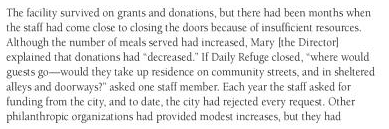 The facility survived on grants and donations, but there had been months when
the staff had come close to closing the doors because of insufficient resources.
Although the number of meals served had increased, Mary [the Director]
explained that donations had “decreased.” If Daily Refuge closed, “where would
guests go—would they take up residence on community streets, and in sheltered
alleys and doorways?” asked one staff member. Each year the staff asked for
funding from the city, and to date, the city had rejected every request. Other
philanthropic organizations had provided modest increases, but they had